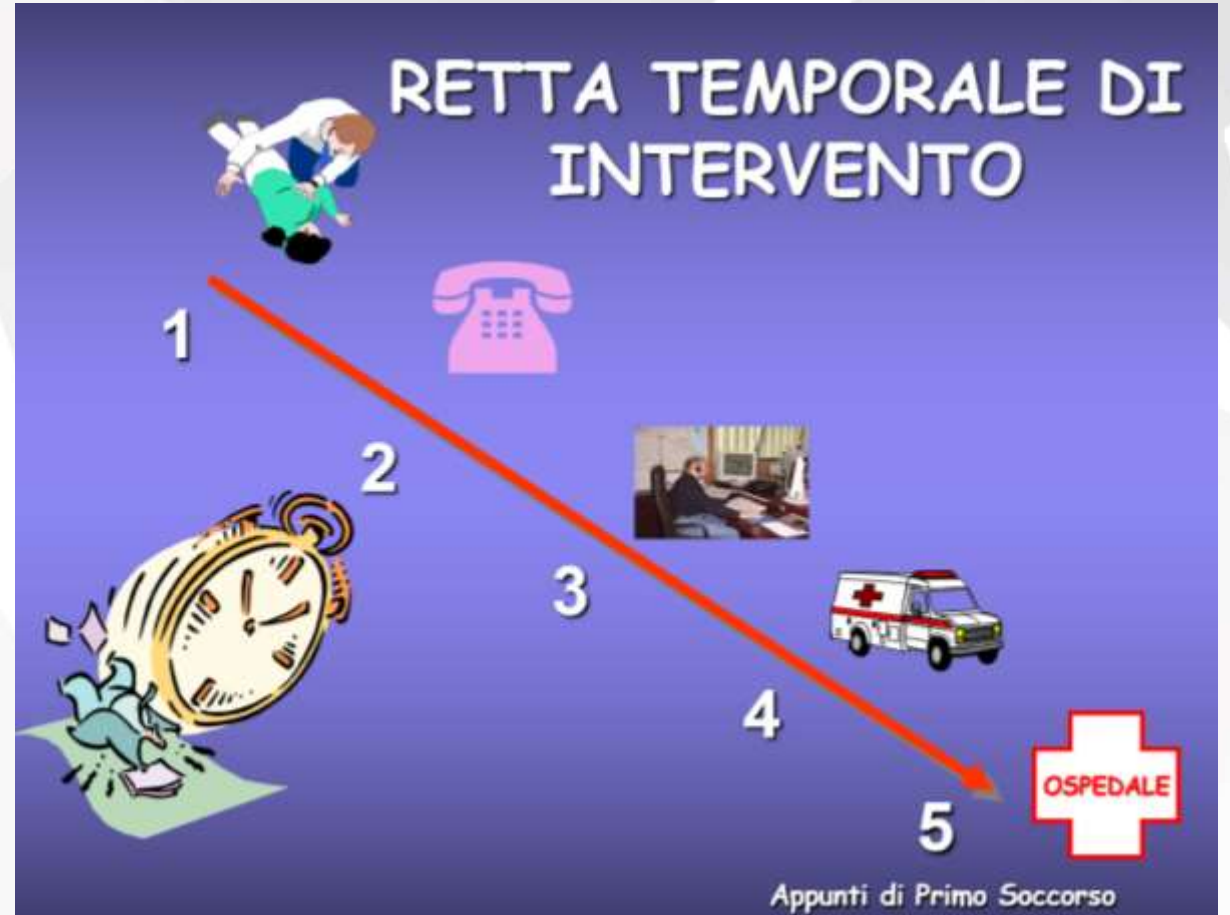 RETTA TEMPORALE DI
INTERVENTO
1
2
3
4
5
OSPEDALE
Appunti di Primo Soccorso